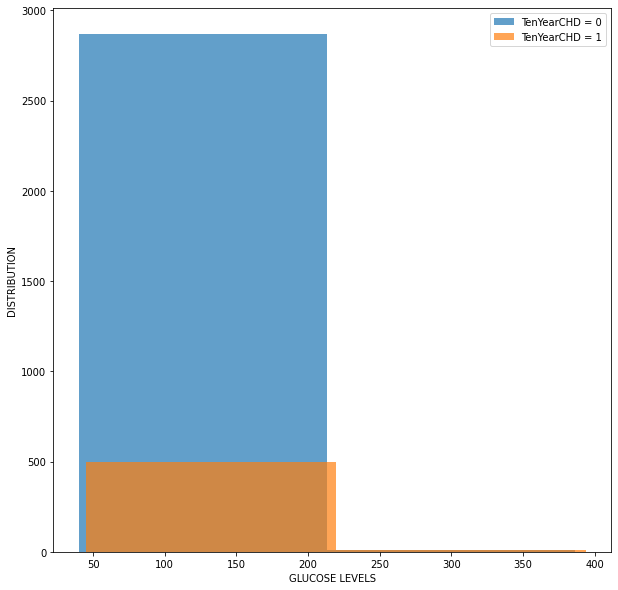 TenYearCHD = 0
TenYearCHD = 1
3000
2500
2000
1500
1000
500
0
DISTRIBUTION
50 100 150 200 250 300 350 400
GLUCOSE LEVELS